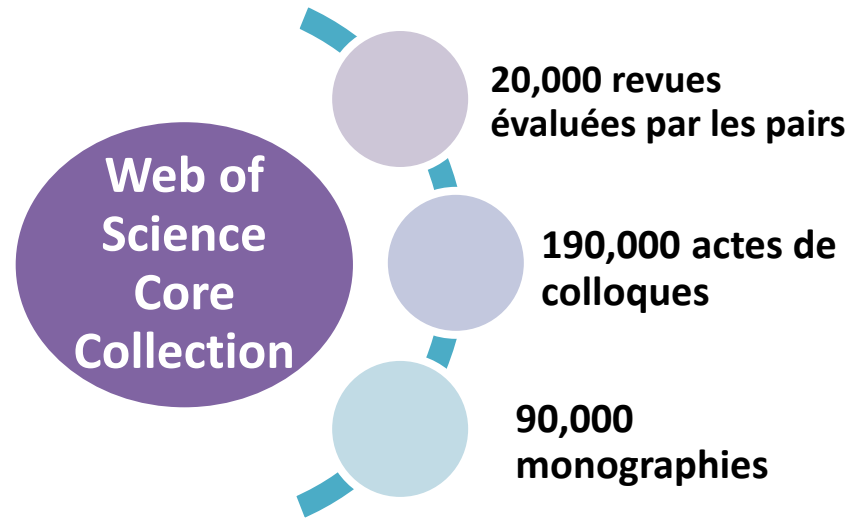 Web of
Science
Core
Collection
20,000 revues
évaluées par les pairs
190,000 actes de
colloques
90,000
monographies